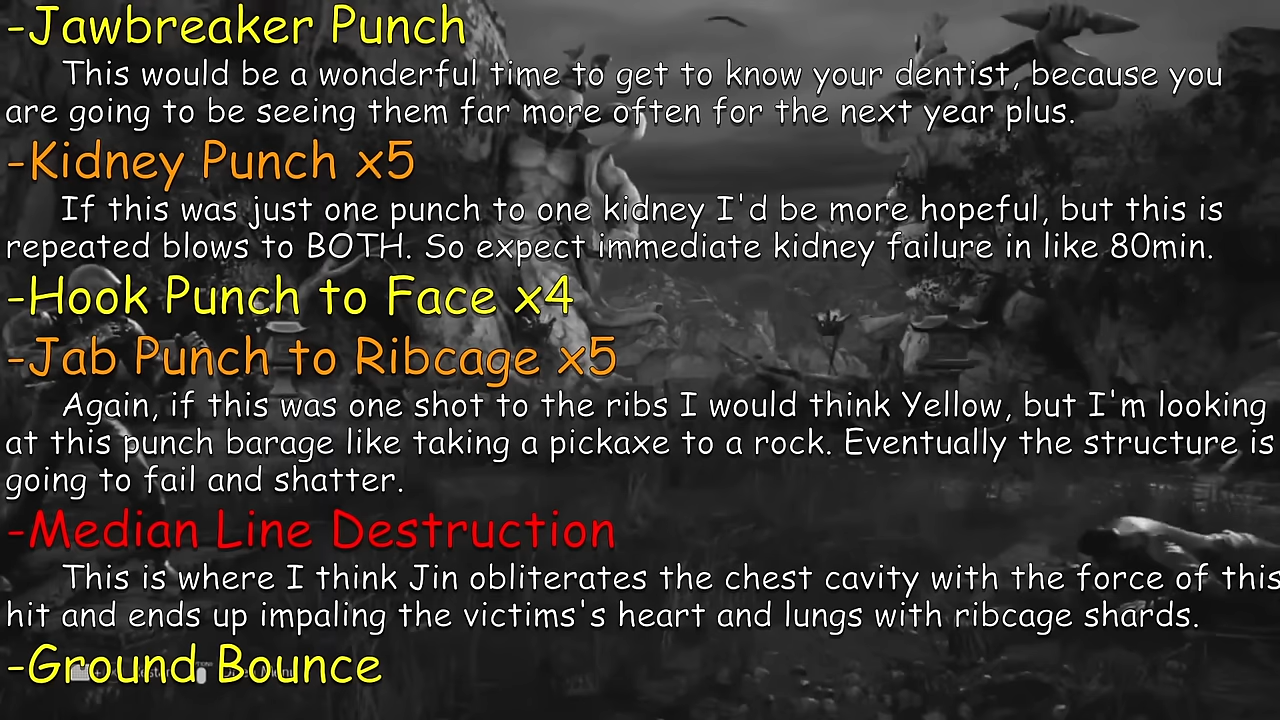 -Jawbreaker Punch
This would be a wonderful time to get to know your dentist, because you
are going to be seeing them far more often for the next year plus.
-Kidney Punch x5
If this was just one punch to one kidney I'd be more hopeful, but this is
repeated blows to BOTH. So expect immediate kidney failure in like 80min.
-Hook Punch to Face x4
-Jab Punch to Ribcage x5
Again, if this was one shot to the ribs I would think Yellow, but I'm looking
at this punch barage like taking a pickaxe to a rock. Eventually the structure is
going to fail and shatter.
-Median Line Destruction
This is where I think Jin obliterates the chest cavity with the force of this
hit and ends up impaling the victims's heart and lungs with ribcage shards.
-Ground Bounce